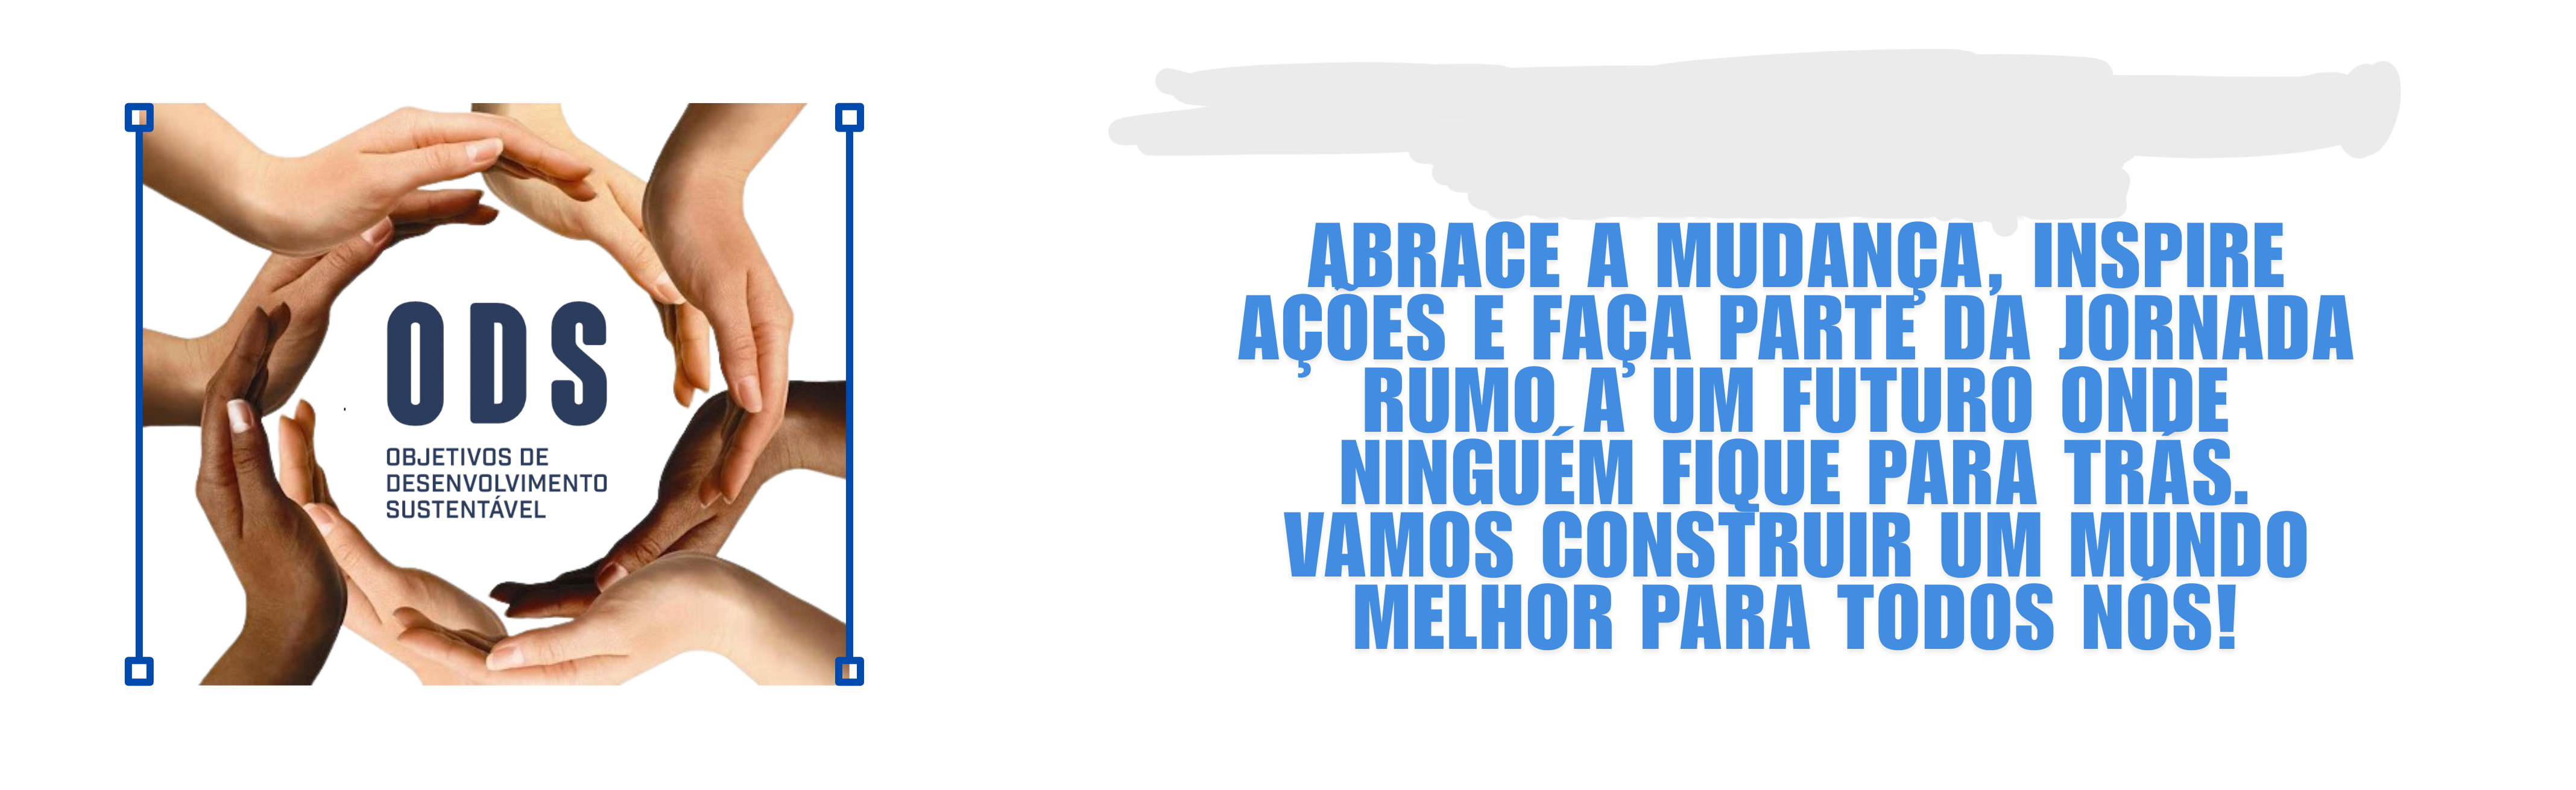 ODS
OBJETIVOS DE
DESENVOLVIMENTO
SUSTENTÁVEL
ABRACE A MUDANÇA, INSPIRE
AÇÕES E FAÇA PARTE DA JORNADA
RUMO A UM FUTURO ONDE
NINGUÉM FIQUE PARA TRÁS.
VAMOS CONSTRUIR UM MUNDO
MELHOR PARA TODOS NÓS!